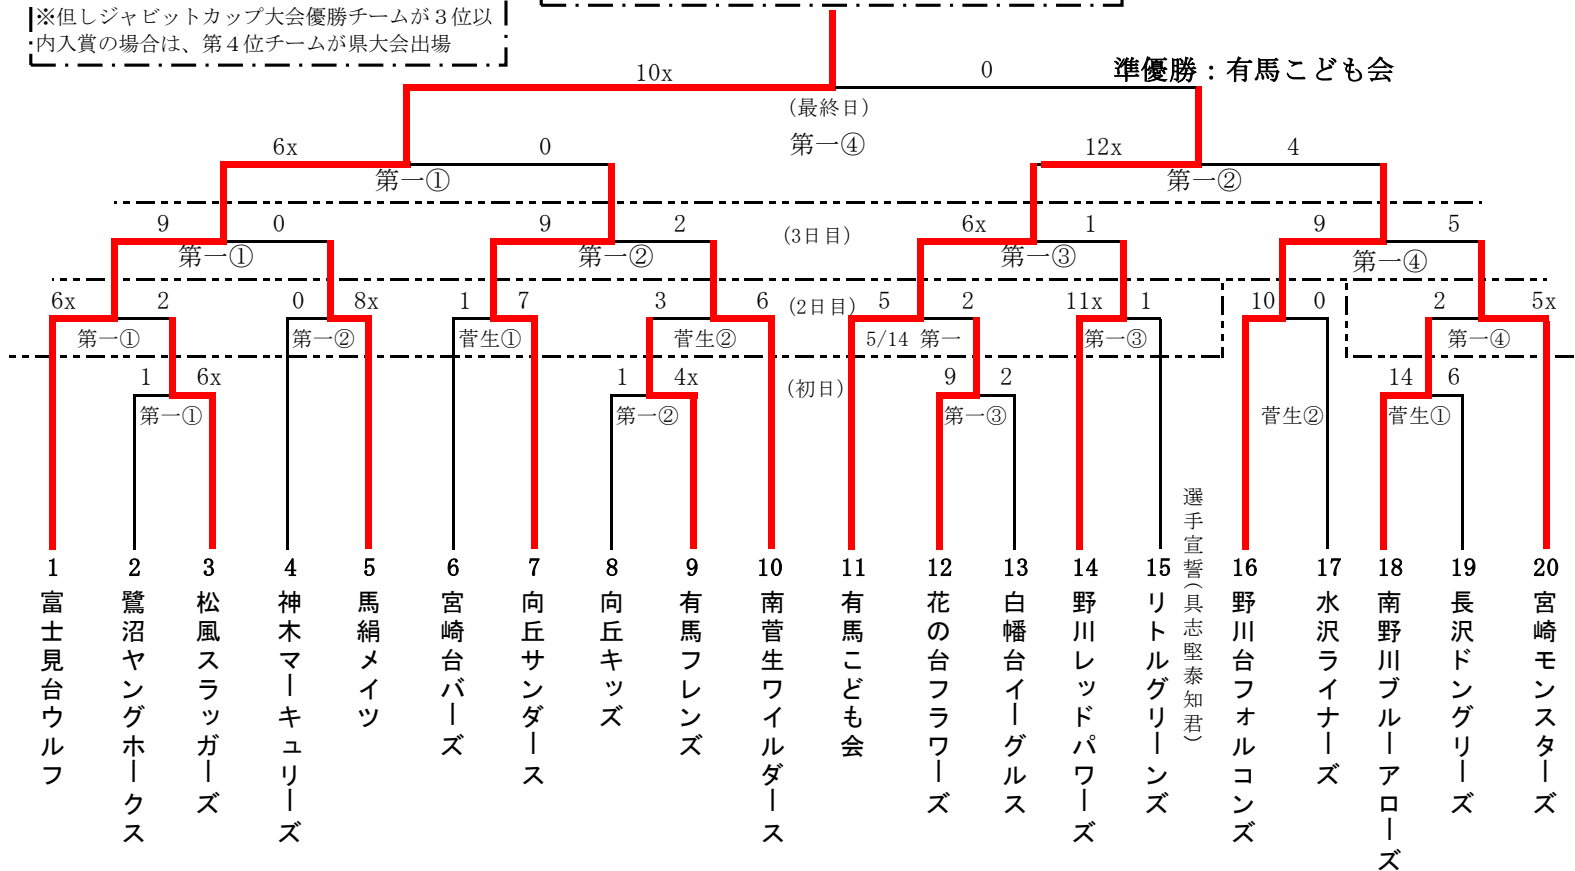 ※但しジャビットカップ大会優勝チームが３位以
内入賞の場合は、第４位チームが県大会出場
10x
0
準優勝：有馬こども会
(最終日)
第一④
6x
0
12x
4
第一①
第一②
9
0
9
2
(3日目)
6x
1
9
5
第一①
第一②
第一③
第一④
6x
2
0
8x
1
7
3
6
(2日目)
5
2
11x
1
10
0
2
5x
第一①
第一②
菅生①
菅生②
5/14 第一
第一③
第一④
1
6x
1
4x
(初日)
9
2
14
6
第一①
第一②
第一③
菅生②
菅生①
選手宣誓(具志堅泰知君)
1
2
3
4
5
6
7
8
9
10
11
12
13
14
15
16
17
18
19
20
富士見台ウルフ
鷺沼ヤングホークス
松風スラッガーズ
神木マーキュリーズ
馬絹メイツ
宮崎台バーズ
向丘サンダース
向丘キッズ
有馬フレンズ
南菅生ワイルダース
有馬こども会
花の台フラワーズ
白幡台イーグルス
野川レッドパワーズ
リトルグリーンズ
野川台フォルコンズ
水沢ライナーズ
南野川ブルーアローズ
長沢ドングリーズ
宮崎モンスターズ